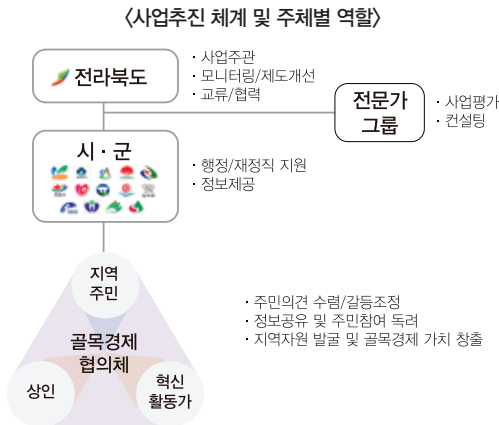 〈사업추진 체계 및 주체별 역할〉
전라북도
· 사업주관
· 모니터링/제도개선
· 교류/협력
전문가
그룹
· 사업평가
· 컨설팅
시 · 군
· 행정/재정직 지원
· 정보제공
지역
주민
골목경제
협의체
상인
혁신
활동가
· 주민의견 수렴/갈등조정
· 정보공유 및 주민참여 독려
· 지역자원 발굴 및 골목경제 가치 창출